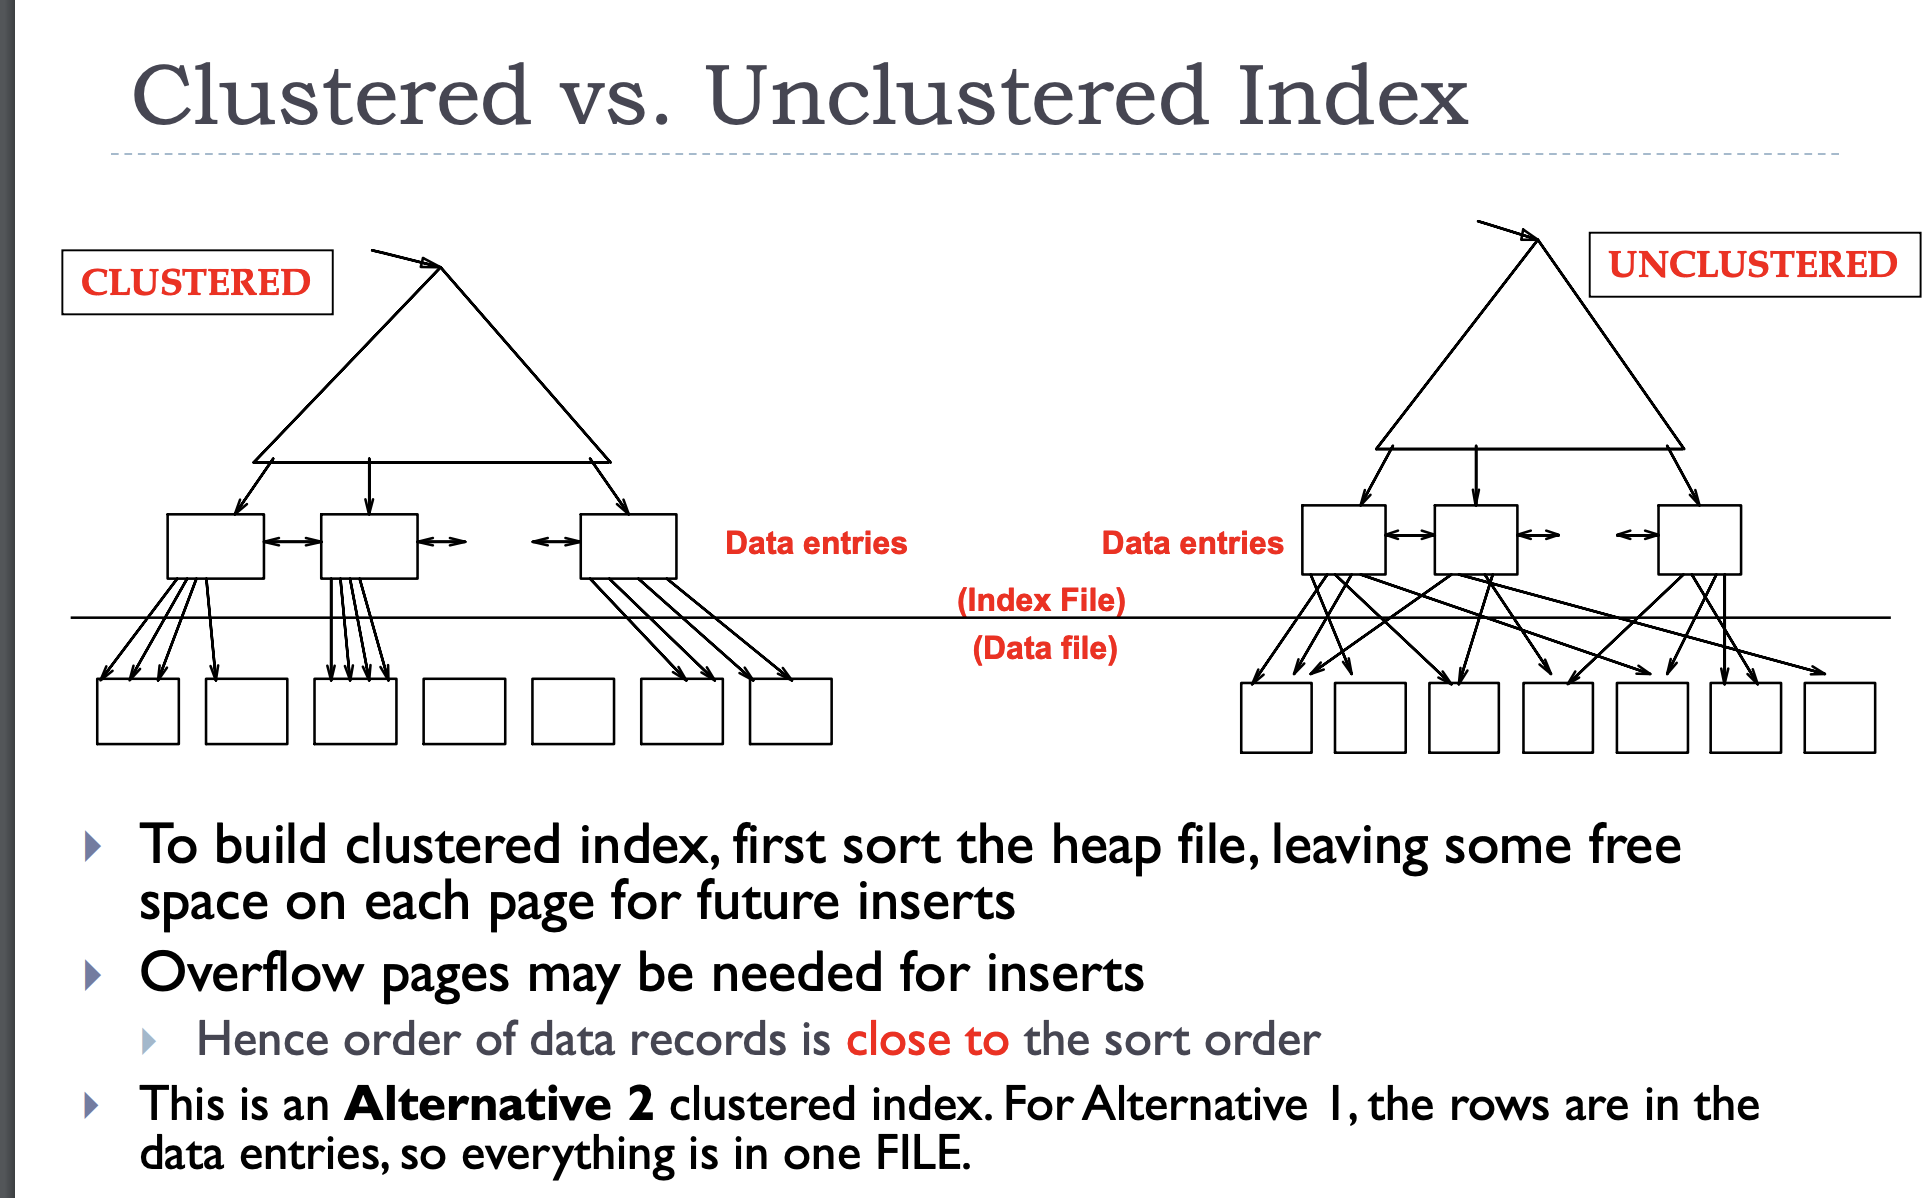 Clustered vs. Unclustered Index
CLUSTERED
UNCLUSTERED
Data entries
Data entries
(Index File)
(Data file)
To build clustered index, first sort the heap file, leaving some free
space on each page for future inserts
Overflow pages may be needed for inserts
Hence order of data records is close to the sort order
This is an Alternative 2 clustered index. For Alternative 1, the rows are in the
data entries, so everything is in one FILE.